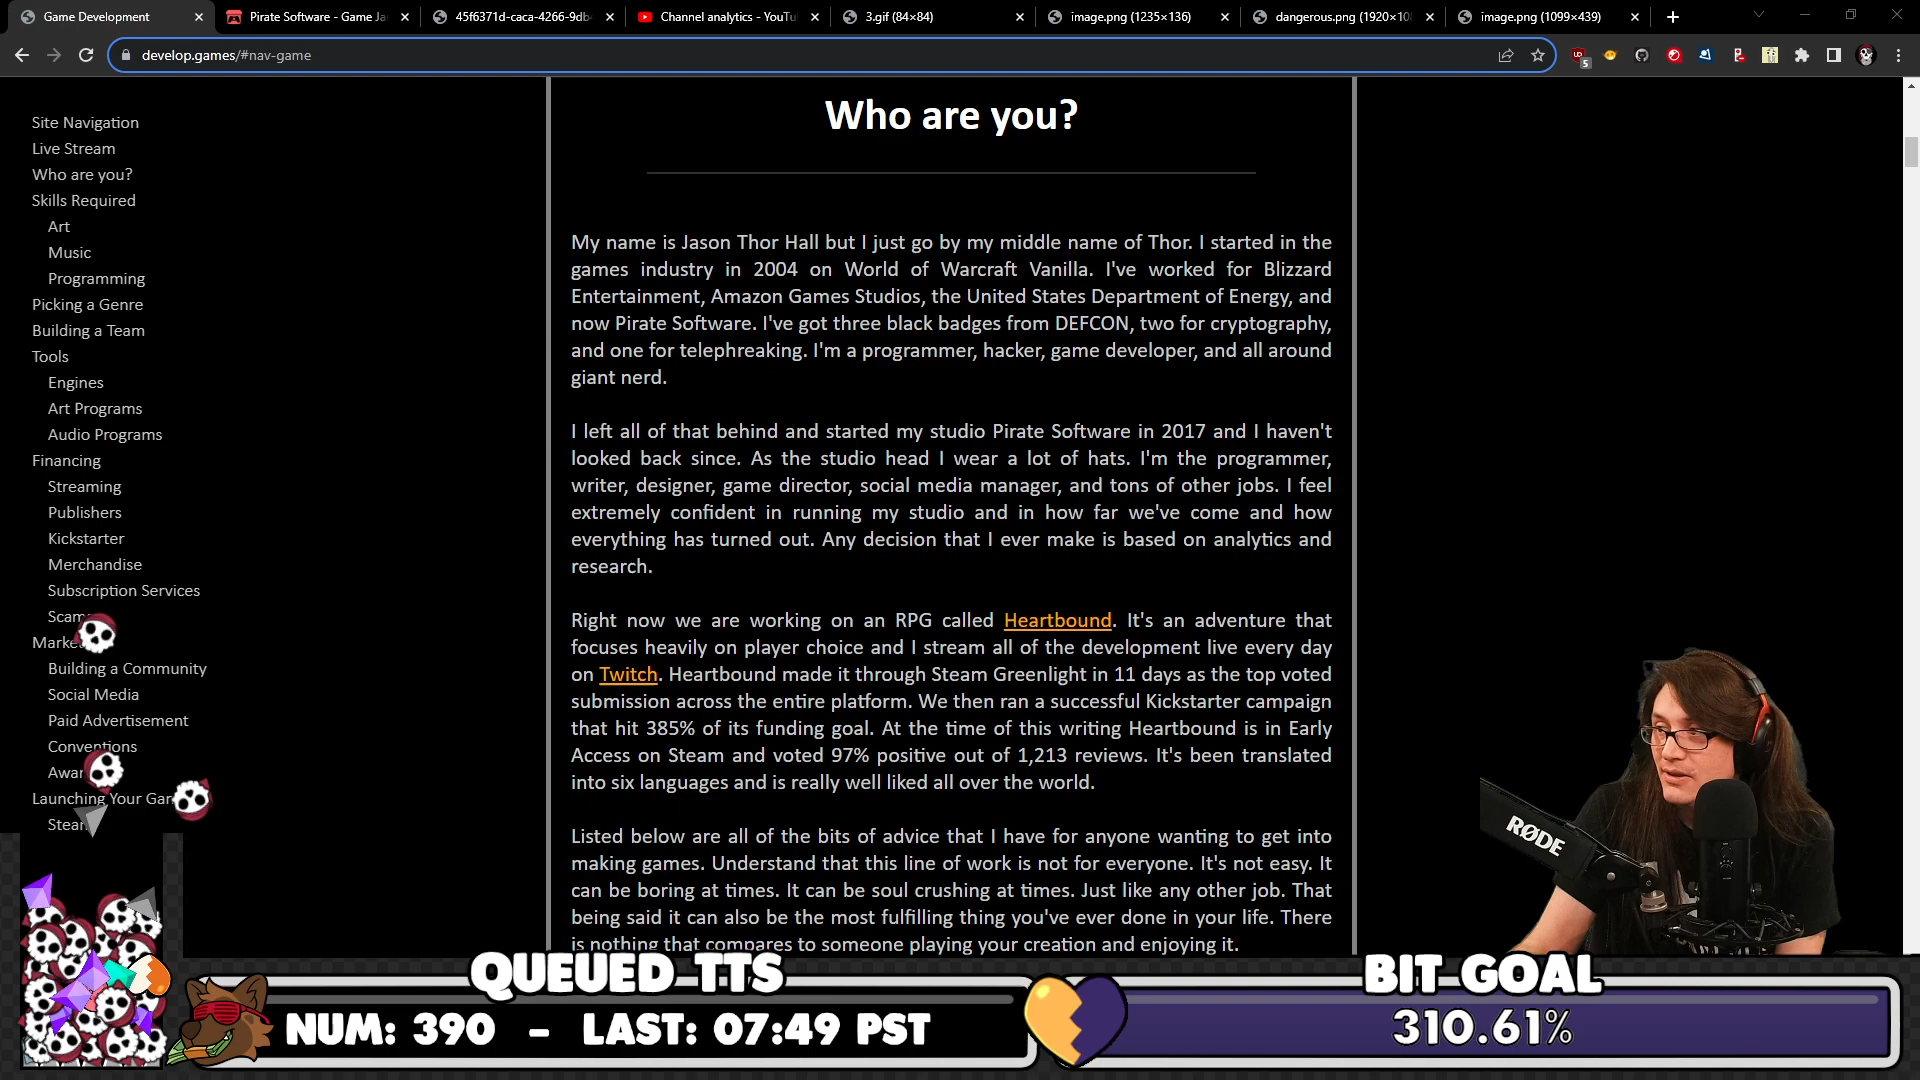 Game Development
Pirate Software - Game Ja
45f6371d-caca-4266-9db
Channel analytics - YouTu
3.gif (84×84)
image.png (1235×136)
dangerous.png (1920×10
image.png (1099×439)
develop.games/#nav-game
5
Site Navigation
Live Stream
Who are you?
Skills Required
Art
Music
Programming
Picking a Genre
Building a Team
Tools
Engines
Art Programs
Audio Programs
Financing
Streaming
Publishers
Kickstarter
Merchandise
Subscription Services
Scam
Marke
Building a Community
Social Media
Paid Advertisement
Conventions
Awar
Launching Your Gam
Steam
Who are you?
My name is Jason Thor Hall but I just go by my middle name of Thor. I started in the
games industry in 2004 on World of Warcraft Vanilla. I've worked for Blizzard
Entertainment, Amazon Games Studios, the United States Department of Energy, and
now Pirate Software. I've got three black badges from DEFCON, two for cryptography,
and one for telephreaking. I'm a programmer, hacker, game developer, and all around
giant nerd.
I left all of that behind and started my studio Pirate Software in 2017 and I haven't
looked back since. As the studio head I wear a lot of hats. I'm the programmer,
writer, designer, game director, social media manager, and tons of other jobs. I feel
extremely confident in running my studio and in how far we've come and how
everything has turned out. Any decision that I ever make is based on analytics and
research.
Right now we are working on an RPG called Heartbound. It's an adventure that
focuses heavily on player choice and I stream all of the development live every day
on Twitch. Heartbound made it through Steam Greenlight in 11 days as the top voted
submission across the entire platform. We then ran a successful Kickstarter campaign
that hit 385% of its funding goal. At the time of this writing Heartbound is in Early
Access on Steam and voted 97% positive out of 1,213 reviews. It's been translated
into six languages and is really well liked all over the world.
Listed below are all of the bits of advice that I have for anyone wanting to get into
making games. Understand that this line of work is not for everyone. It's not easy. It
can be boring at times. It can be soul crushing at times. Just like any other job. That
being said it can also be the most fulfilling thing you've ever done in your life. There
is nothing that compares to someone playing your creation and enjoying it.
RØDE
QUEUED TTS
NUM: 390 - LAST: 07:49 PST
BIT GOAL
310.61%